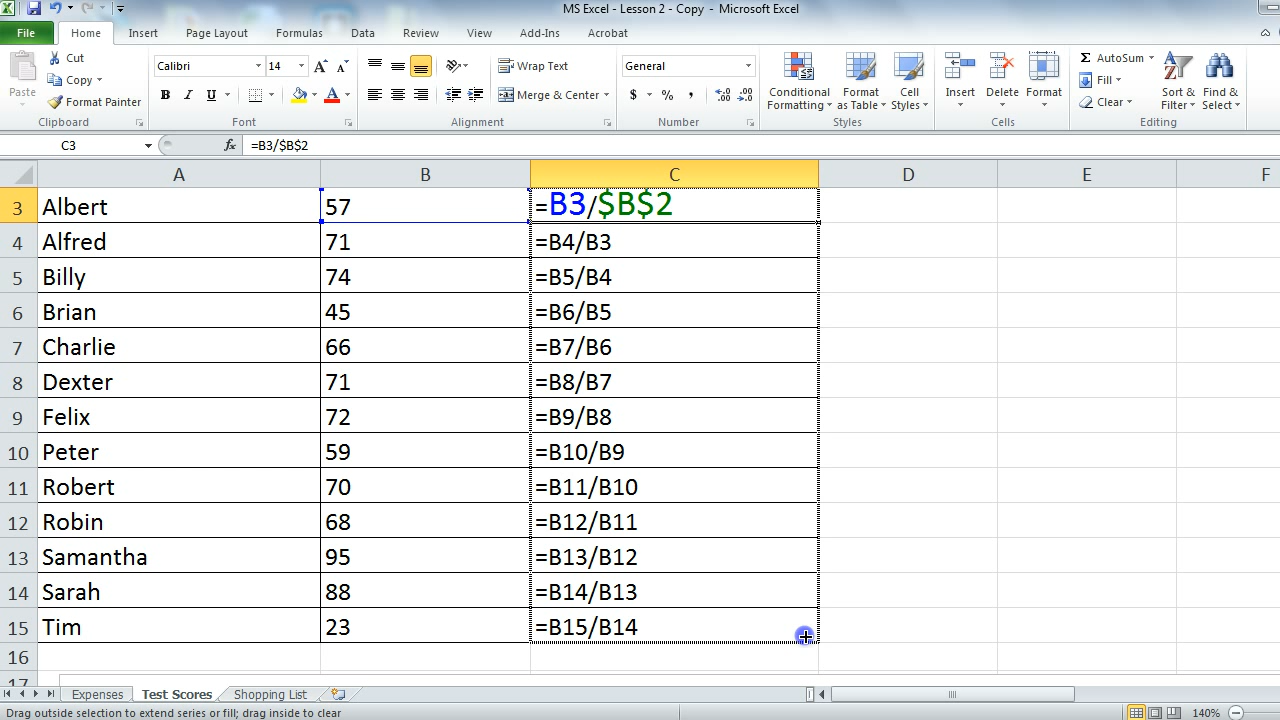 MS Excel - Lesson 2 - Copy - Microsoft Excel
File Home Insert Page Layout Formulas Data Review View Add-Ins Acrobat
Paste
Cut
Copy
Format Painter
Clipboard
Calibri 14
B I U A
Font
Wrap Text
Merge & Center
Alignment
General
$ % ,
Number
Conditional Formatting
Format as Table
Cell Styles
Styles
Insert Delete Format
Cells
Σ AutoSum
Fill
Clear
Sort & Filter
Find & Select
Editing
C3 fx =B3/$B$2
A B C D E F
3 Albert 57 =B3/$B$2
4 Alfred 71 =B4/B3
5 Billy 74 =B5/B4
6 Brian 45 =B6/B5
7 Charlie 66 =B7/B6
8 Dexter 71 =B8/B7
9 Felix 72 =B9/B8
10 Peter 59 =B10/B9
11 Robert 70 =B11/B10
12 Robin 68 =B12/B11
13 Samantha 95 =B13/B12
14 Sarah 88 =B14/B13
15 Tim 23 =B15/B14
16
17
Expenses Test Scores Shopping List
Drag outside selection to extend series or fill; drag inside to clear 140%